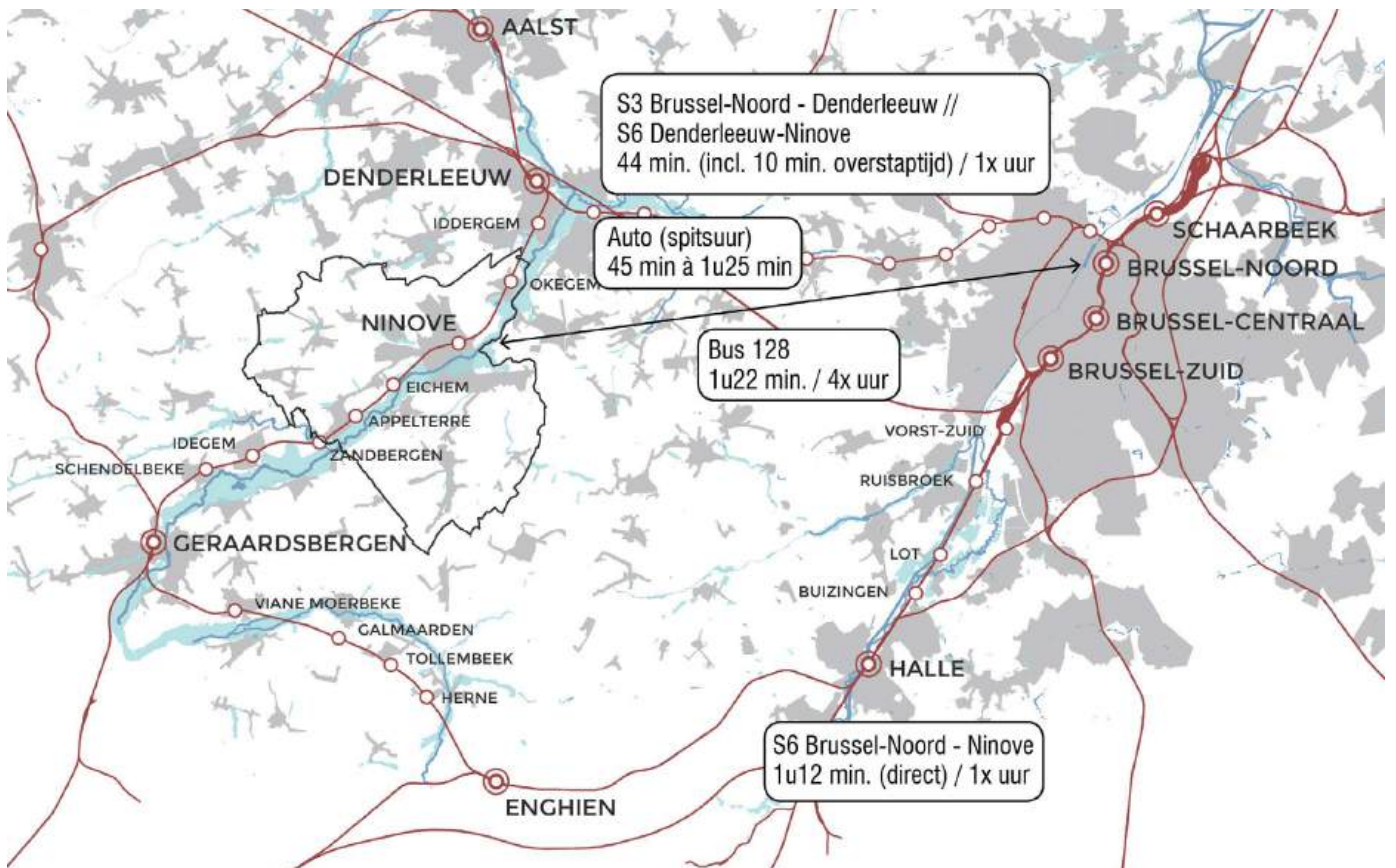 AALST
S3 Brussel-Noord - Denderleeuw //
S6 Denderleeuw-Ninove
44 min. (incl. 10 min. overstaptijd) / 1x uur
DENDERLEEUW
IDDERGEM
SCHAARBEEK
Auto (spitsuur)
45 min à 1u25 min
BRUSSEL-NOORD
OKEGEM
NINOVE
BRUSSEL-CENTRAAL
Bus 128
1u22 min. / 4x uur
BRUSSEL-ZUID
EICHEM
APPELTERRE
VORST-ZUID
IDEGEM
ZANDBERGEN
SCHENDELBEKE
RUISBROEK
GERAARDSBERGEN
LOT
BUIZINGEN
VIANE MOERBEKE
GALMAARDEN
TOLLEMBEEK
HALLE
HERNE
S6 Brussel-Noord - Ninove
1u12 min. (direct) / 1x uur
ENGHIEN